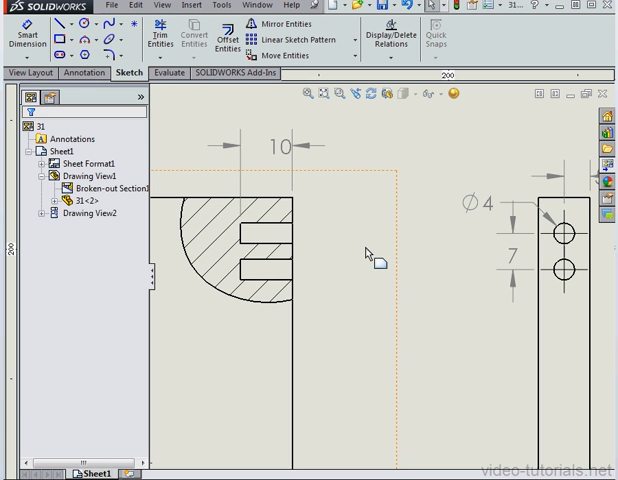 SOLIDWORKS File Edit View Insert Tools 31...
Smart Dimension
Trim Entities
Convert Entities
Offset Entities
Mirror Entities
Linear Sketch Pattern
Move Entities
Display/Delete Relations
Quick Snaps
View Layout Annotation Sketch Evaluate SOLIDWORKS Add-Ins
200
31
Annotations
Sheet1
Sheet Format1
Drawing View1
Broken-out Section1
31<2>
Drawing View2
200
10
Ø4
7
Sheet1
video-tutorials.net